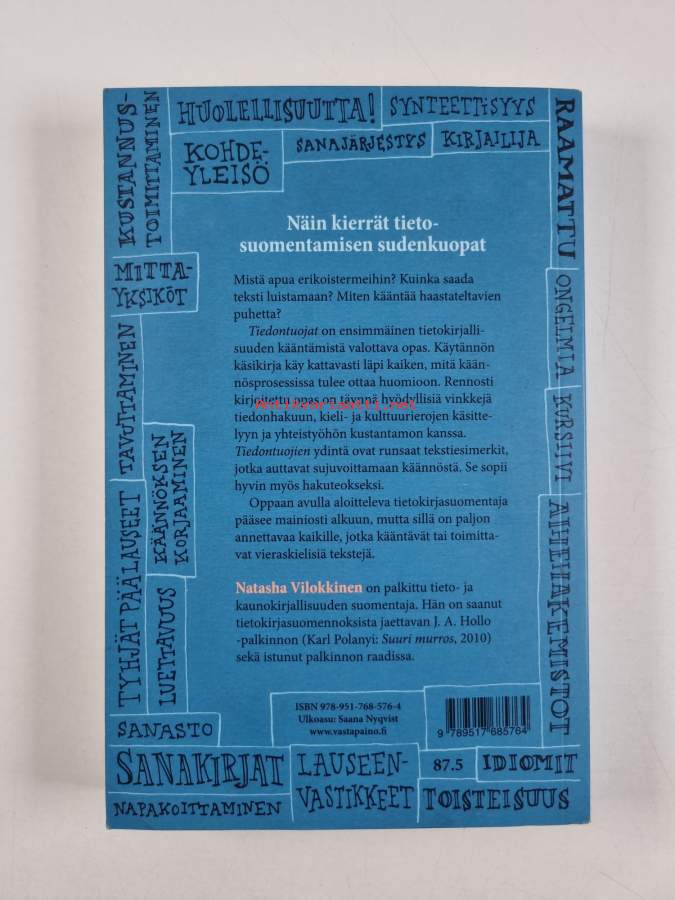 KUSTANNUS-
TOIMITTAMINEN
HUOLELLISUUTTA!
SYNTEETTISYYS
KOHDE-
YLEISÖ
SANAJÄRJESTYS
KIRJAILIJA
RAAMATTU
Näin kierrät tieto-
suomentamisen sudenkuopat
MITTA-
YKSIKÖT
ONGELMIA
Mistä apua erikoistermeihin? Kuinka saada
teksti luistamaan? Miten kääntää haastateltavien
puhetta?
Tiedontuojat on ensimmäinen tietokirjalli-
suuden kääntämistä valottava opas. Käytännön
käsikirja käy kattavasti läpi kaiken, mitä kään-
nösprosessissa tulee ottaa huomioon. Rennosti
kirjoitettu opas on täynnä hyödyllisiä vinkkejä
Antikvariaatti.net
tiedonhakuun, kieli- ja kulttuurierojen käsitte-
lyyn ja yhteistyöhön kustantamon kanssa.
Tiedontuojien ydintä ovat runsaat tekstiesimerkit,
jotka auttavat sujuvoittamaan käännöstä. Se sopii
hyvin myös hakuteokseksi.
Oppaan avulla aloitteleva tietokirjasuomentaja
pääsee mainiosti alkuun, mutta sillä on paljon
annettavaa kaikille, jotka kääntävät tai toimitta-
vat vieraskielisiä tekstejä.
TAVUTTAMINEN
KÄÄNNÖKSEN
KORJAAMINEN
KURSIIVI
TYHJÄT PÄÄLAUSEET
LUETTAVUUS
AIHEHAKEMISTOT
Natasha Vilokkinen on palkittu tieto- ja
kaunokirjallisuuden suomentaja. Hän on saanut
tietokirjasuomennoksista jaettavan J. A. Hollo
-palkinnon (Karl Polanyi: Suuri murros, 2010)
sekä istunut palkinnon raadissa.
ISBN 978-951-768-576-4
Ulkoasu: Saana Nyqvist
www.vastapaino.fi
9 789517 685764
SANASTO
SANAKIRJAT
LAUSEEN-
VASTIKKEET
87.5
IDIOMIT
NAPAKOITTAMINEN
TOISTEISUUS